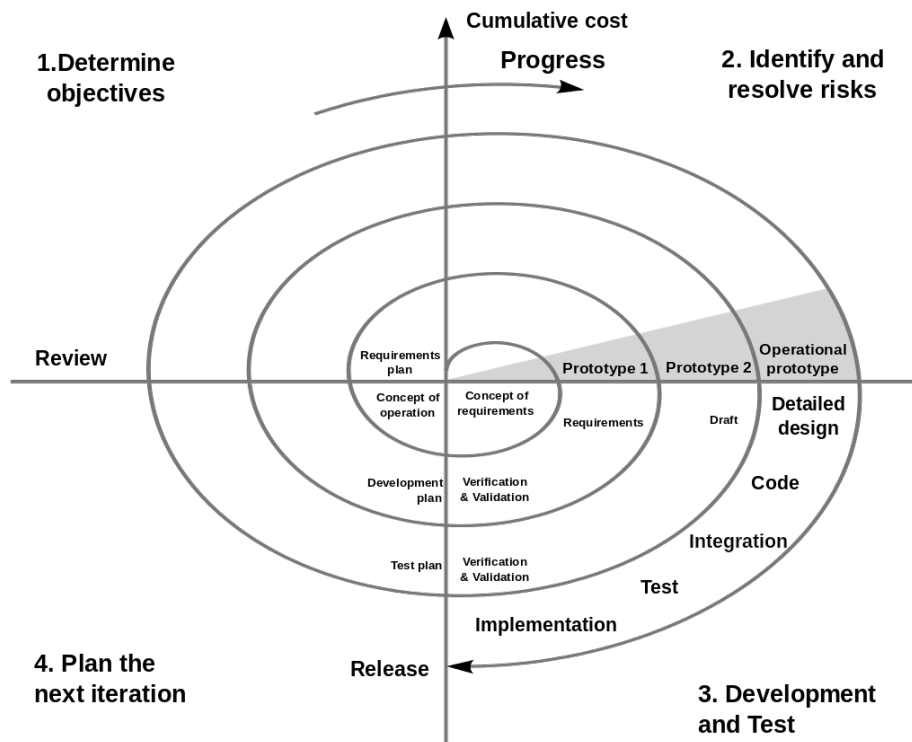 Cumulative cost
Progress
1.Determine
objectives
2. Identify and
resolve risks
Review
Requirements
plan
Prototype 1
Prototype 2
Operational
prototype
Concept of
operation
Concept of
requirements
Requirements
Draft
Detailed
design
Development
plan
Verification
& Validation
Code
Integration
Test plan
Verification
& Validation
Test
Implementation
4. Plan the
next iteration
Release
3. Development
and Test